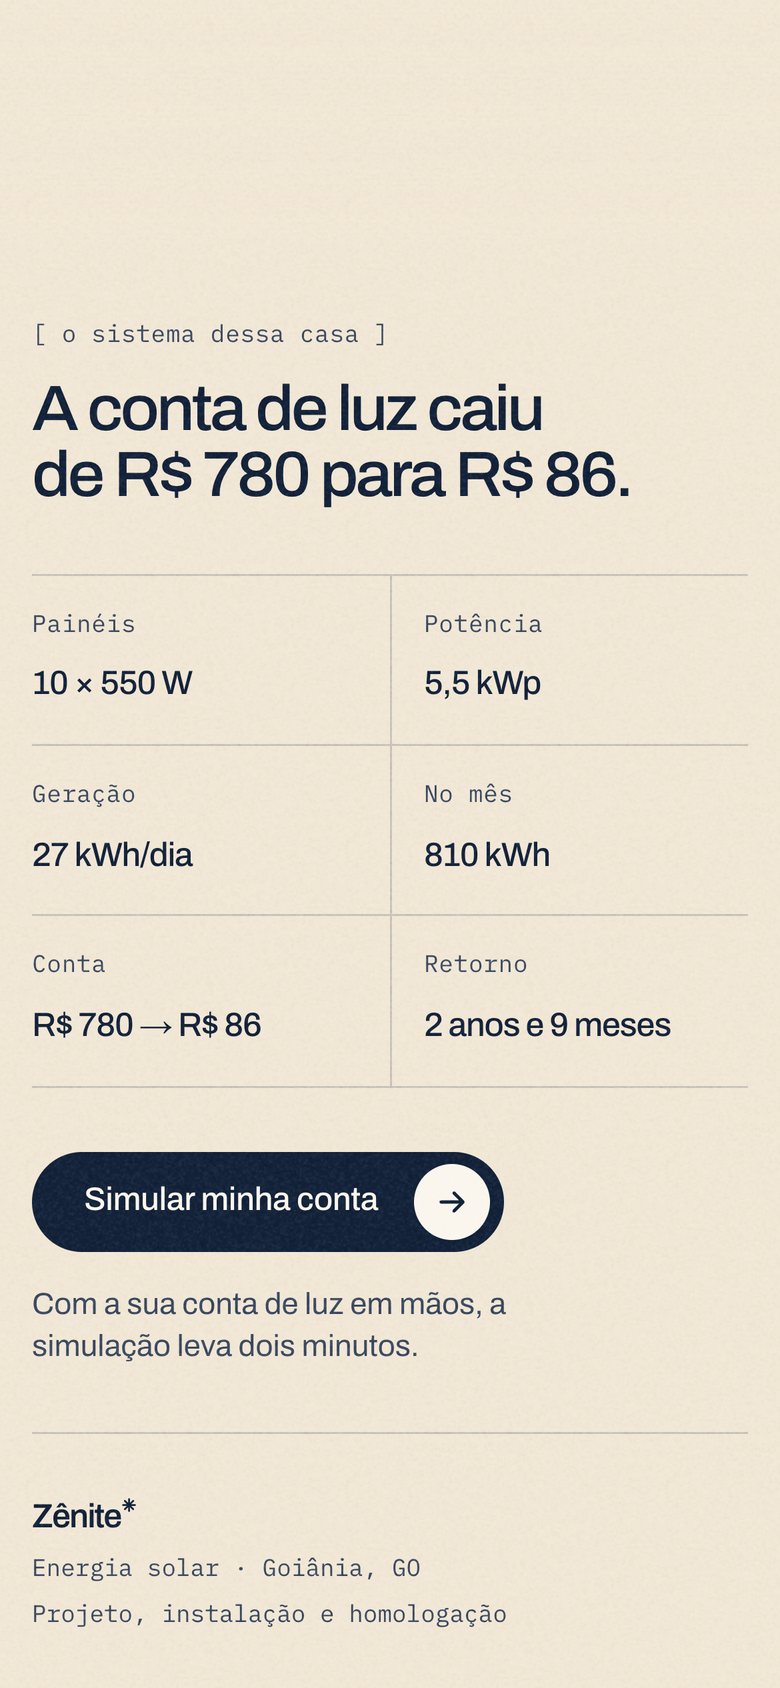 [ o sistema dessa casa ]
A conta de luz caiu
de R$ 780 para R$ 86.
Painéis
10 × 550 W
Potência
5,5 kWp
Geração
27 kWh/dia
No mês
810 kWh
Conta
R$ 780 → R$ 86
Retorno
2 anos e 9 meses
Simular minha conta →
Com a sua conta de luz em mãos, a
simulação leva dois minutos.
Zênite*
Energia solar · Goiânia, GO
Projeto, instalação e homologação